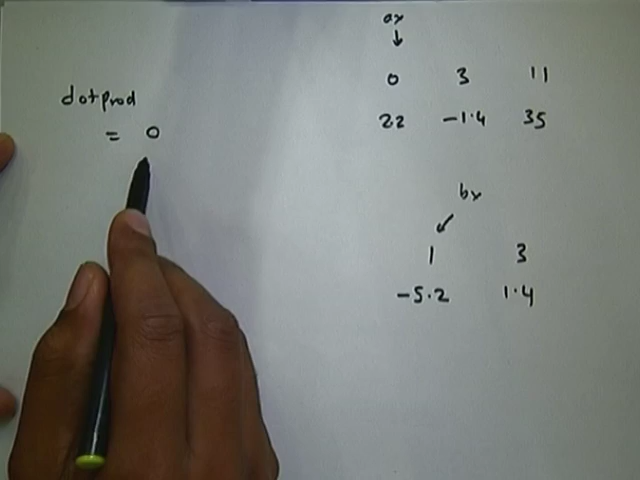 dotprod
= 0
ax
↓
0 3 11
22 -1.4 35
bx
↙
1 3
-5.2 1.4